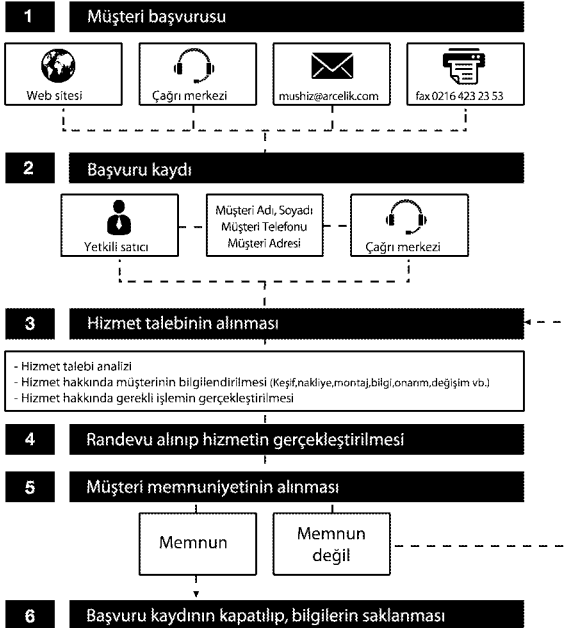 1 Müşteri başvurusu
Web sitesi
Çağrı merkezi
mushiz@arcelik.com
fax 0216 423 23 53
2 Başvuru kaydı
Yetkili satıcı
Müşteri Adı, Soyadı
Müşteri Telefonu
Müşteri Adresi
Çağrı merkezi
3 Hizmet talebinin alınması
- Hizmet talebi analizi
- Hizmet hakkında müşterinin bilgilendirilmesi (Keşif,nakliye,montaj,bilgi,onarım,değişim vb.)
- Hizmet hakkında gerekli işlemin gerçekleştirilmesi
4 Randevu alınıp hizmetin gerçekleştirilmesi
5 Müşteri memnuniyetinin alınması
Memnun
Memnun
değil
6 Başvuru kaydının kapatılıp, bilgilerin saklanması